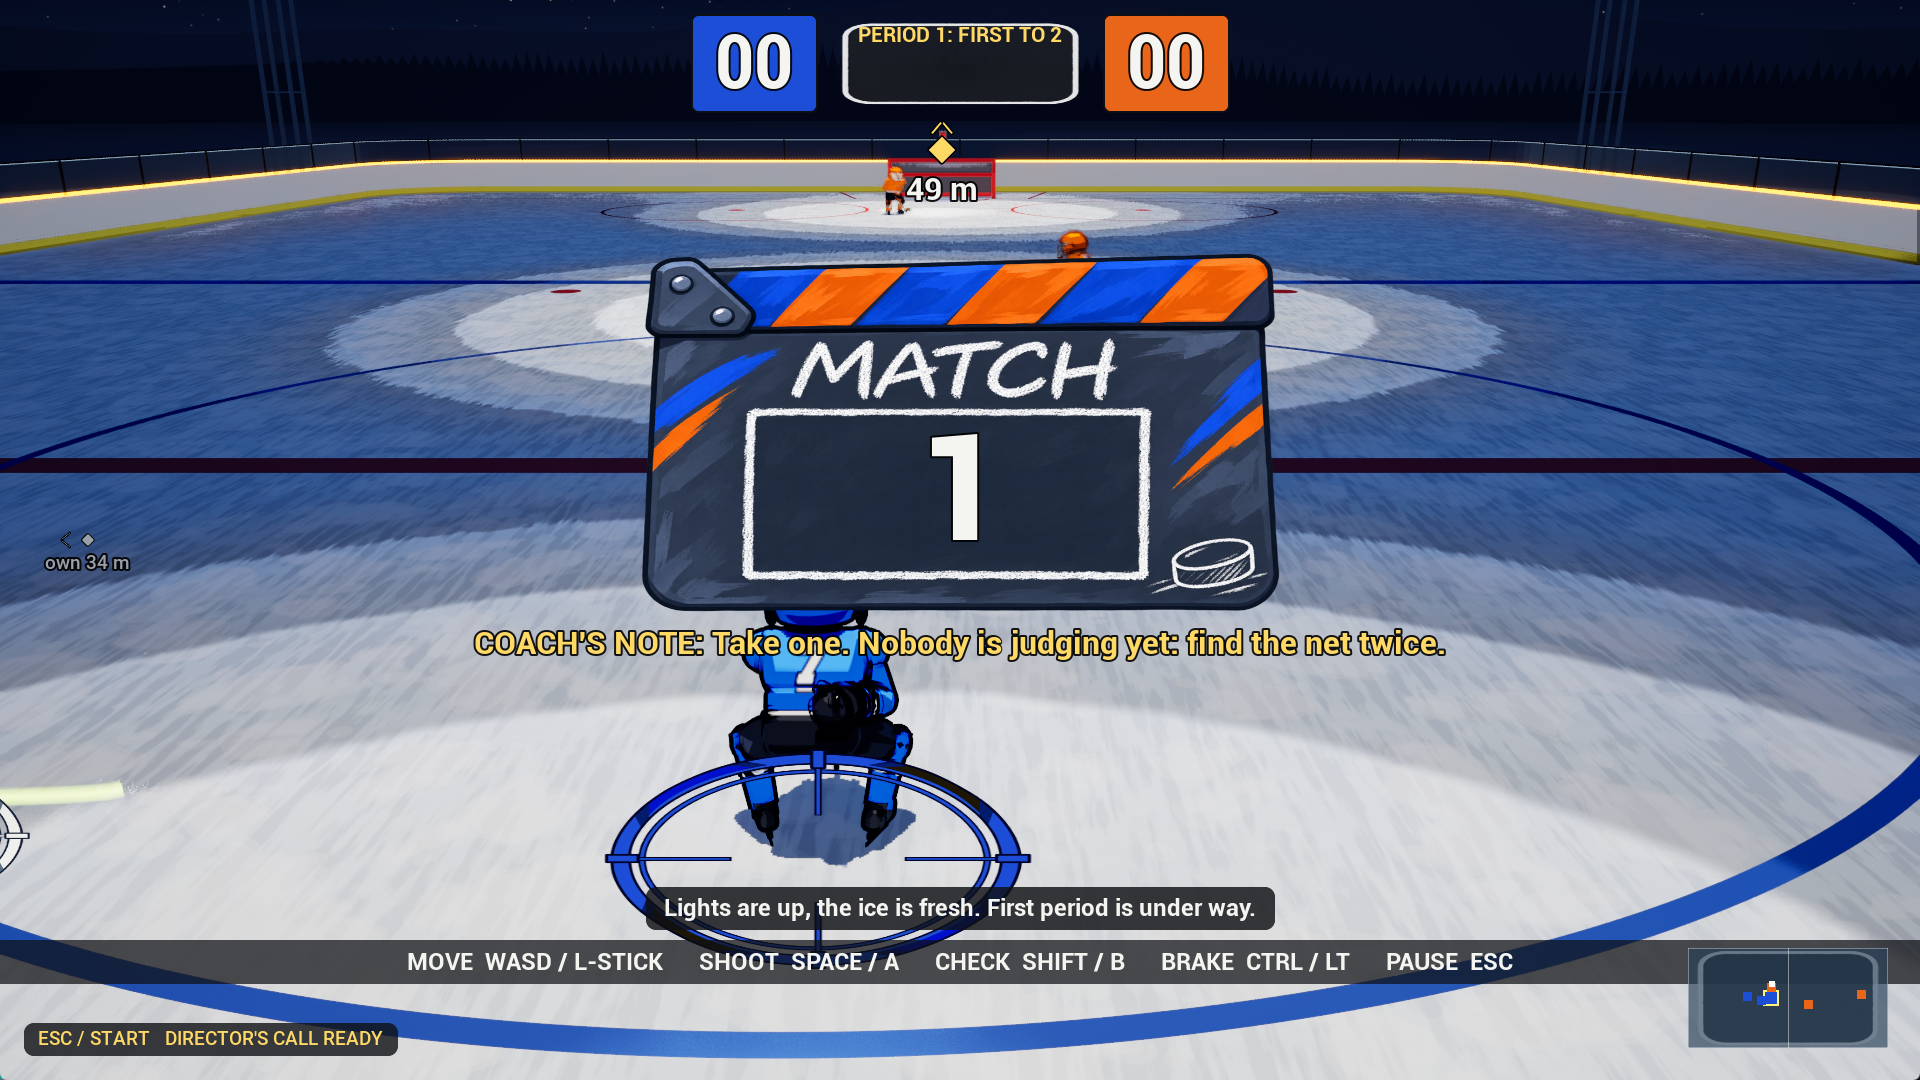 00
PERIOD 1: FIRST TO 2
00
49 m
MATCH
1
own 34 m
COACH'S NOTE: Take one. Nobody is judging yet: find the net twice.
Lights are up, the ice is fresh. First period is under way.
MOVE WASD / L-STICK SHOOT SPACE / A CHECK SHIFT / B BRAKE CTRL / LT PAUSE ESC
ESC / START DIRECTOR'S CALL READY